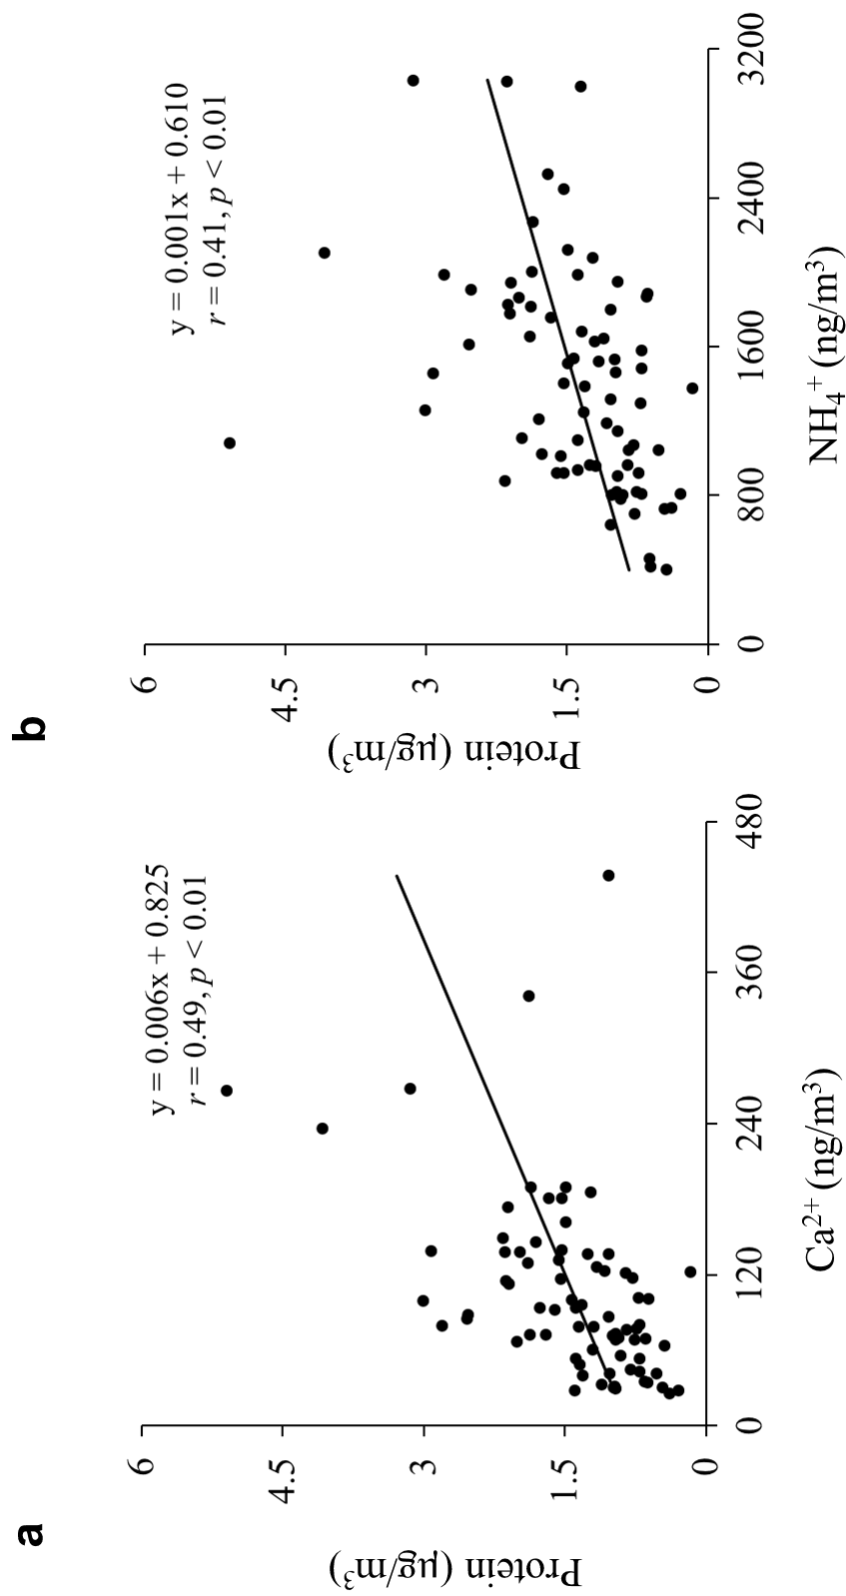 a
y = 0.006x + 0.825
r = 0.49, p < 0.01
Protein (μg/m³)
6
4.5
3
1.5
0
0
120
240
360
480
Ca²⁺ (ng/m³)
b
y = 0.001x + 0.610
r = 0.41, p < 0.01
Protein (μg/m³)
6
4.5
3
1.5
0
0
800
1600
2400
3200
NH₄⁺ (ng/m³)